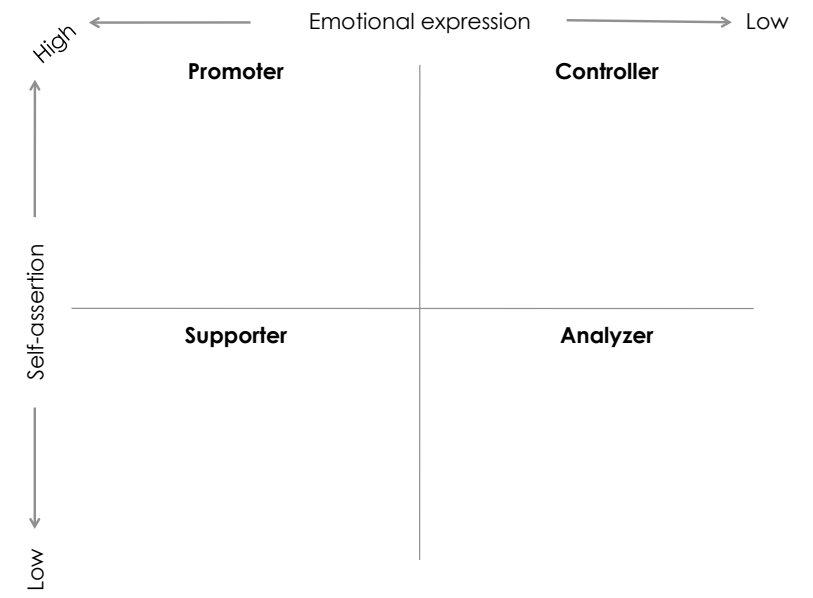 Emotional expression
High
Low
Promoter
Controller
Self-assertion
Supporter
Analyzer
Low